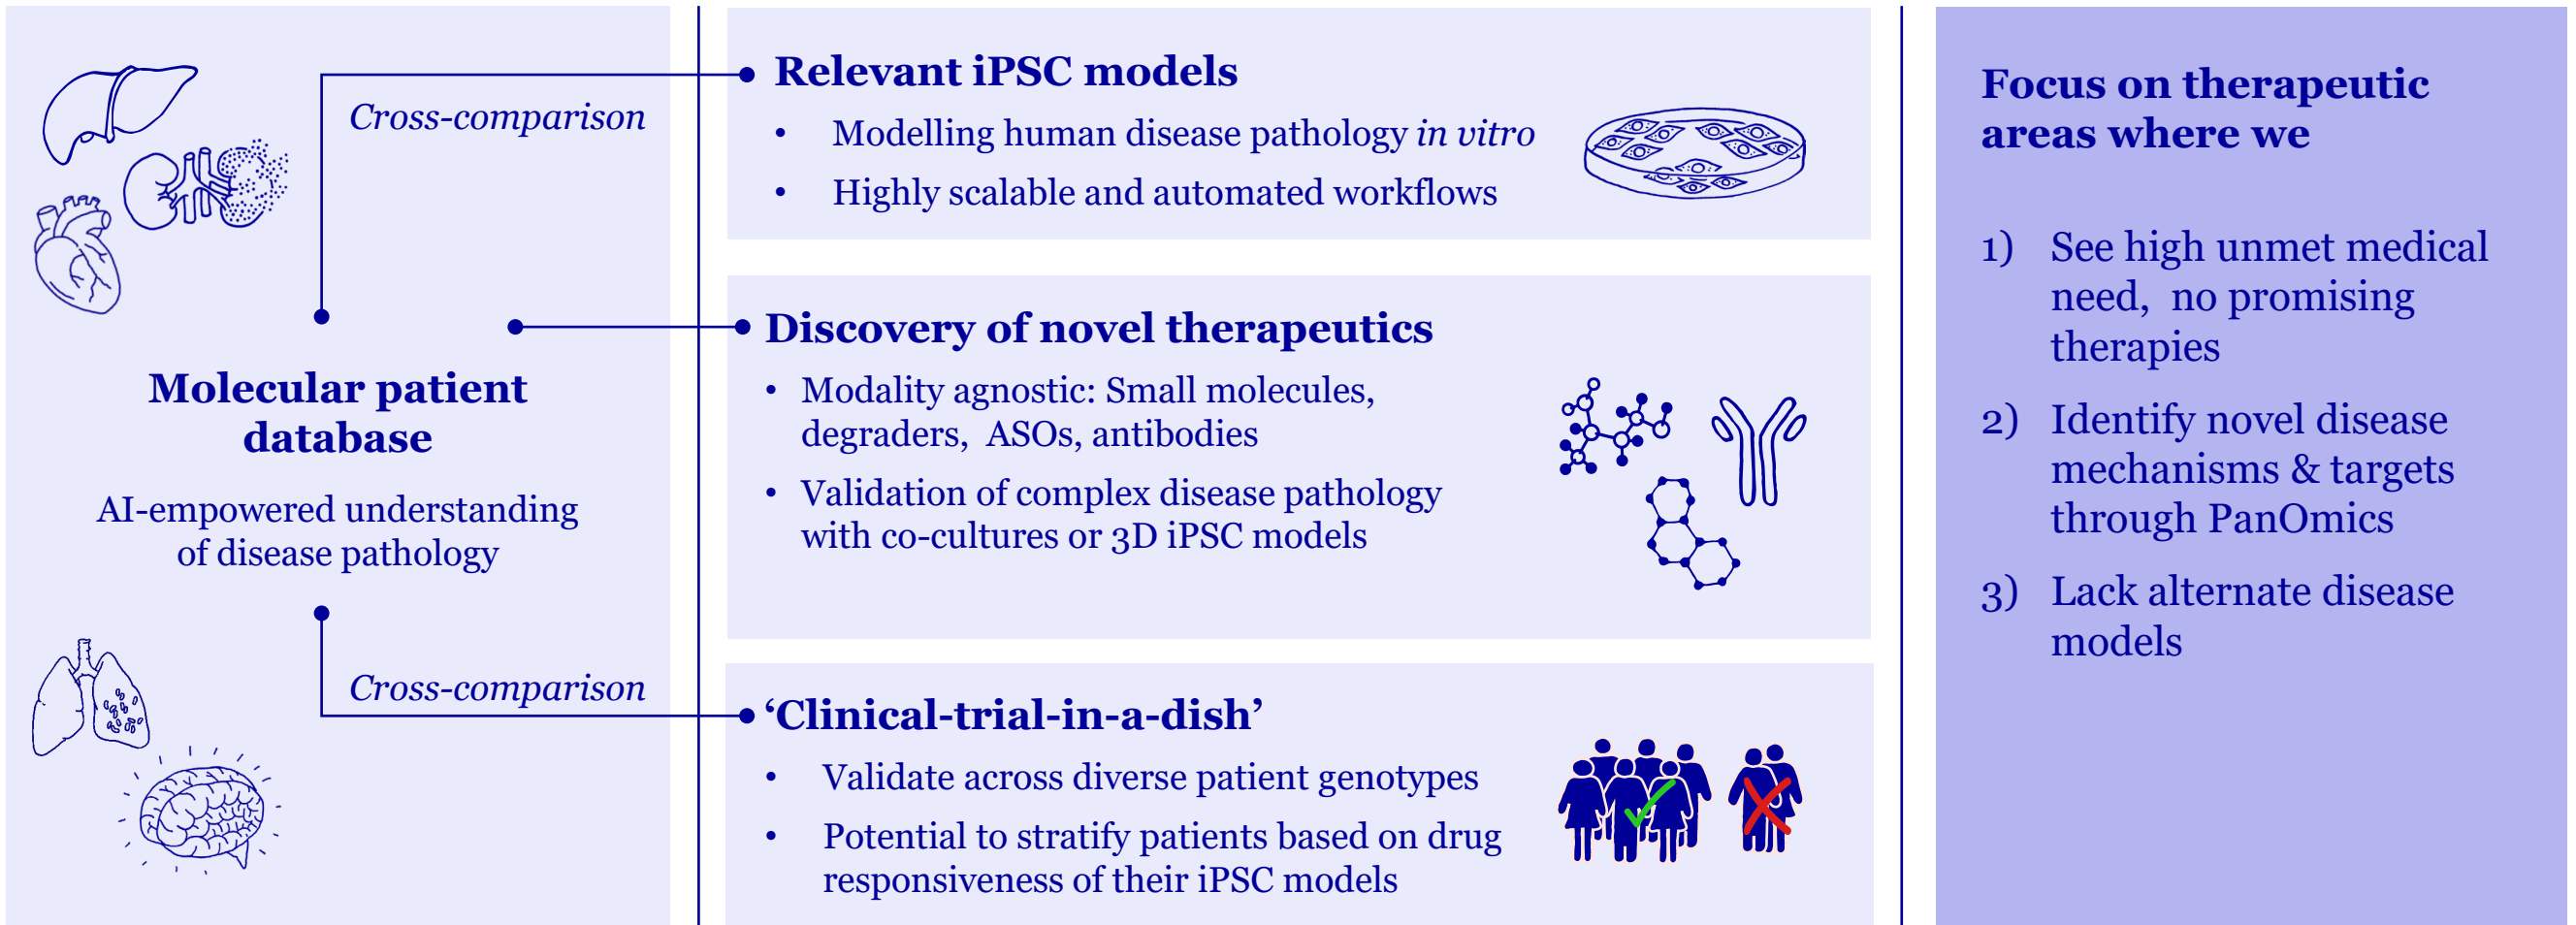 Cross-comparison
Molecular patient
database
AI-empowered understanding
of disease pathology
Cross-comparison
Relevant iPSC models
• Modelling human disease pathology in vitro
• Highly scalable and automated workflows
Discovery of novel therapeutics
• Modality agnostic: Small molecules,
degraders, ASOs, antibodies
• Validation of complex disease pathology
with co-cultures or 3D iPSC models
‘Clinical-trial-in-a-dish’
• Validate across diverse patient genotypes
• Potential to stratify patients based on drug
responsiveness of their iPSC models
Focus on therapeutic
areas where we
1) See high unmet medical
need, no promising
therapies
2) Identify novel disease
mechanisms & targets
through PanOmics
3) Lack alternate disease
models